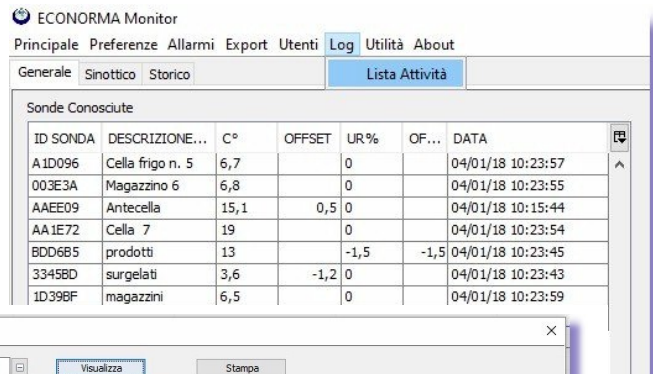 ECONORMA Monitor
Principale Preferenze Allarmi Export Utenti Log Utilità About
Generale Sinottico Storico Lista Attività
Sonde Conosciute
ID SONDA DESCRIZIONE... C° OFFSET UR% OF... DATA
A1D096 Cella frigo n. 5 6,7 0 04/01/18 10:23:57
003E3A Magazzino 6 6,8 0 04/01/18 10:23:55
AAEE09 Antecella 15,1 0,5 0 04/01/18 10:15:44
AA1E72 Cella 7 19 0 04/01/18 10:23:54
BDD6B5 prodotti 13 -1,5 -1,5 04/01/18 10:23:45
3345BD surgelati 3,6 -1,2 0 04/01/18 10:23:43
1D39BF magazzini 6,5 0 04/01/18 10:23:59
Visualizza Stampa